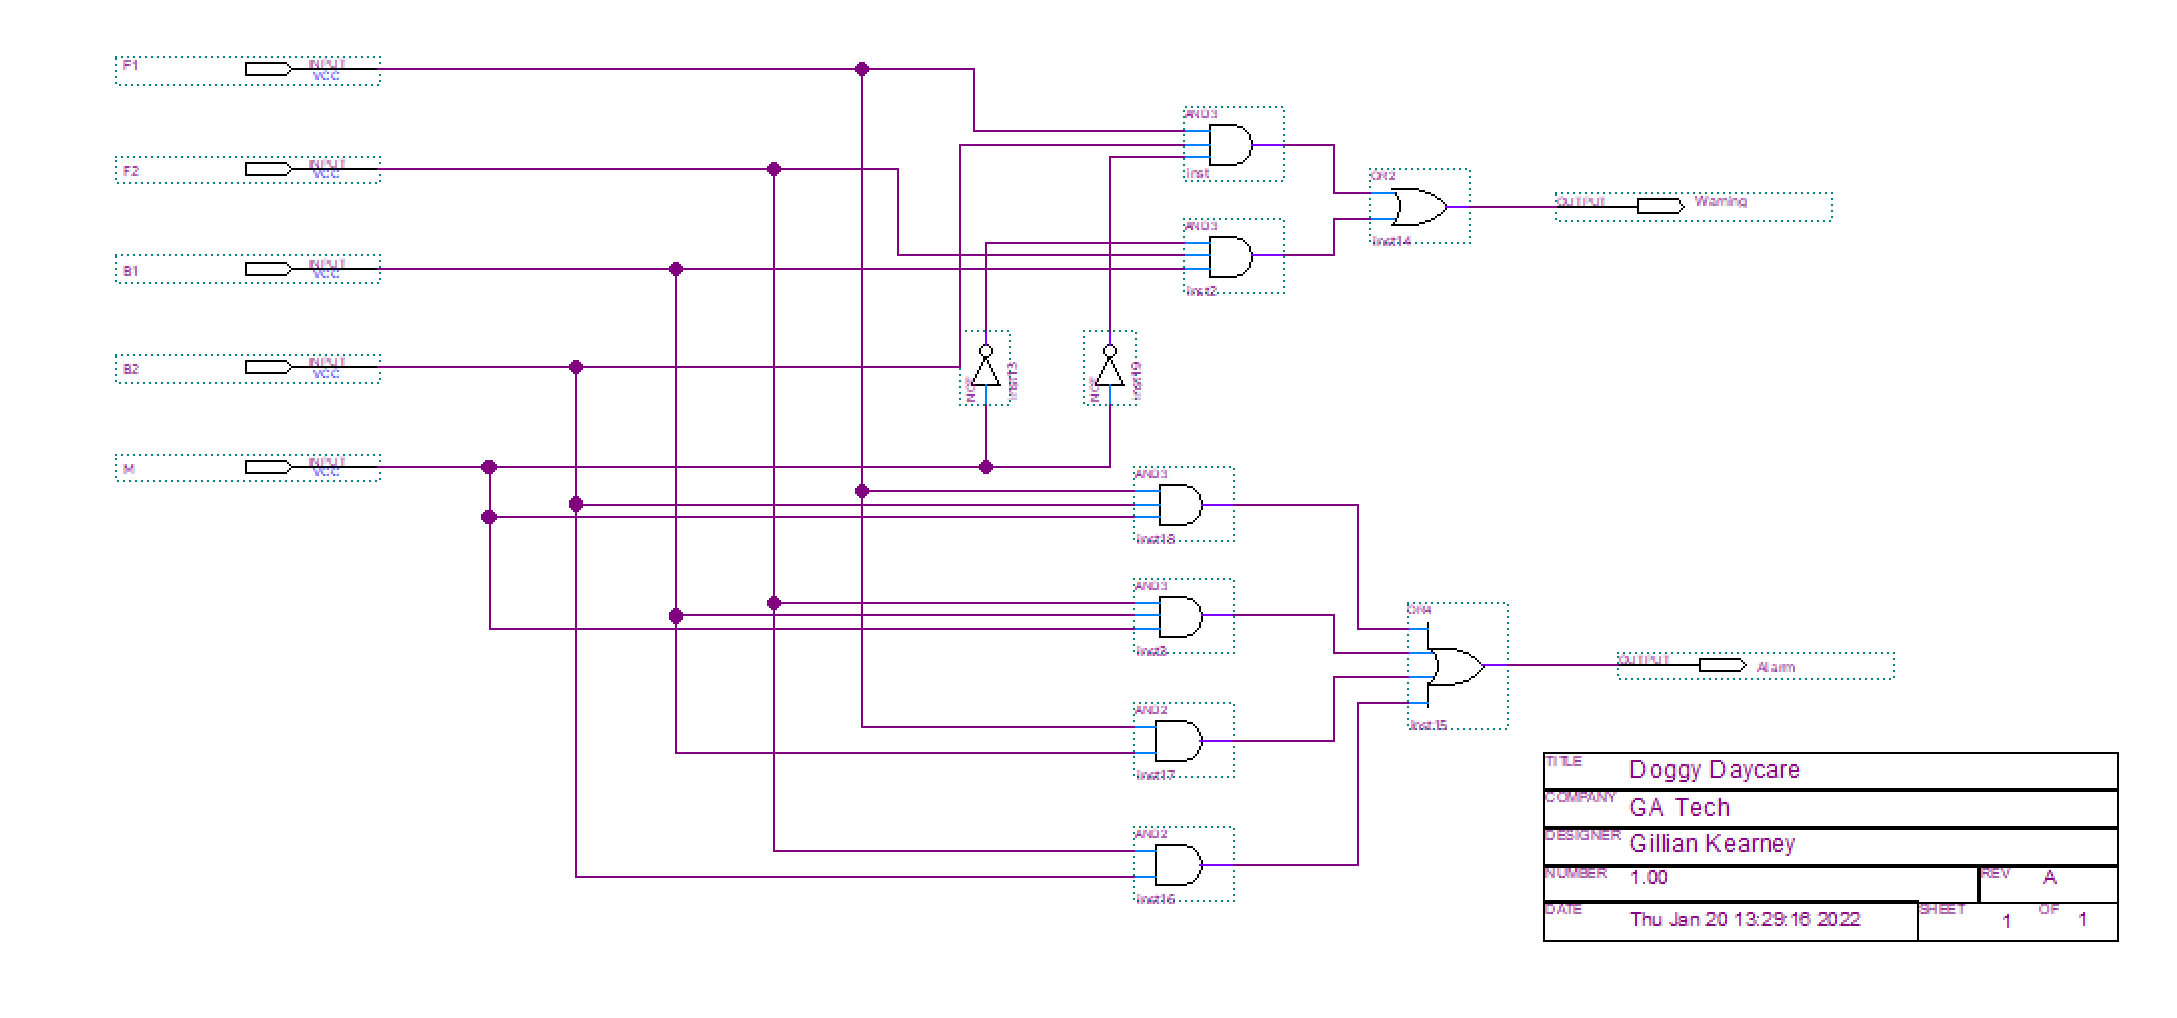 F1 INPUT
VCC
F2 INPUT
VCC
B1 INPUT
VCC
B2 INPUT
VCC
M INPUT
VCC
AND3
inst
AND3
inst2
OR2
inst14
OUTPUT Warning
NOT
inst13
NOT
inst19
AND3
inst18
AND3
AND2
inst17
AND2
inst16
OR4
inst15
OUTPUT Alarm
TITLE Doggy Daycare
COMPANY GA Tech
DESIGNER Gillian Kearney
NUMBER 1.00 REV A
DATE Thu Jan 20 13:29:16 2022 SHEET 1 OF 1